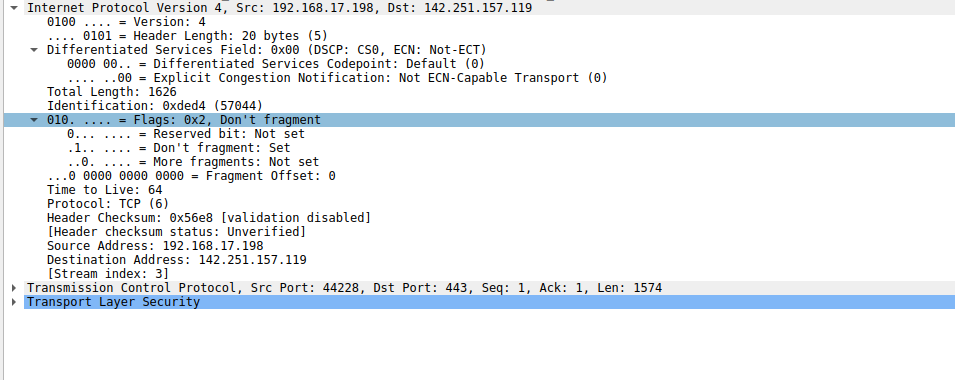 Internet Protocol Version 4, Src: 192.168.17.198, Dst: 142.251.157.119
0100 .... = Version: 4
.... 0101 = Header Length: 20 bytes (5)
Differentiated Services Field: 0x00 (DSCP: CS0, ECN: Not-ECT)
0000 00.. = Differentiated Services Codepoint: Default (0)
.... ..00 = Explicit Congestion Notification: Not ECN-Capable Transport (0)
Total Length: 1626
Identification: 0xded4 (57044)
010. .... = Flags: 0x2, Don't fragment
0... .... = Reserved bit: Not set
.1.. .... = Don't fragment: Set
..0. .... = More fragments: Not set
...0 0000 0000 0000 = Fragment Offset: 0
Time to Live: 64
Protocol: TCP (6)
Header Checksum: 0x56e8 [validation disabled]
[Header checksum status: Unverified]
Source Address: 192.168.17.198
Destination Address: 142.251.157.119
[Stream index: 3]
Transmission Control Protocol, Src Port: 44228, Dst Port: 443, Seq: 1, Ack: 1, Len: 1574
Transport Layer Security